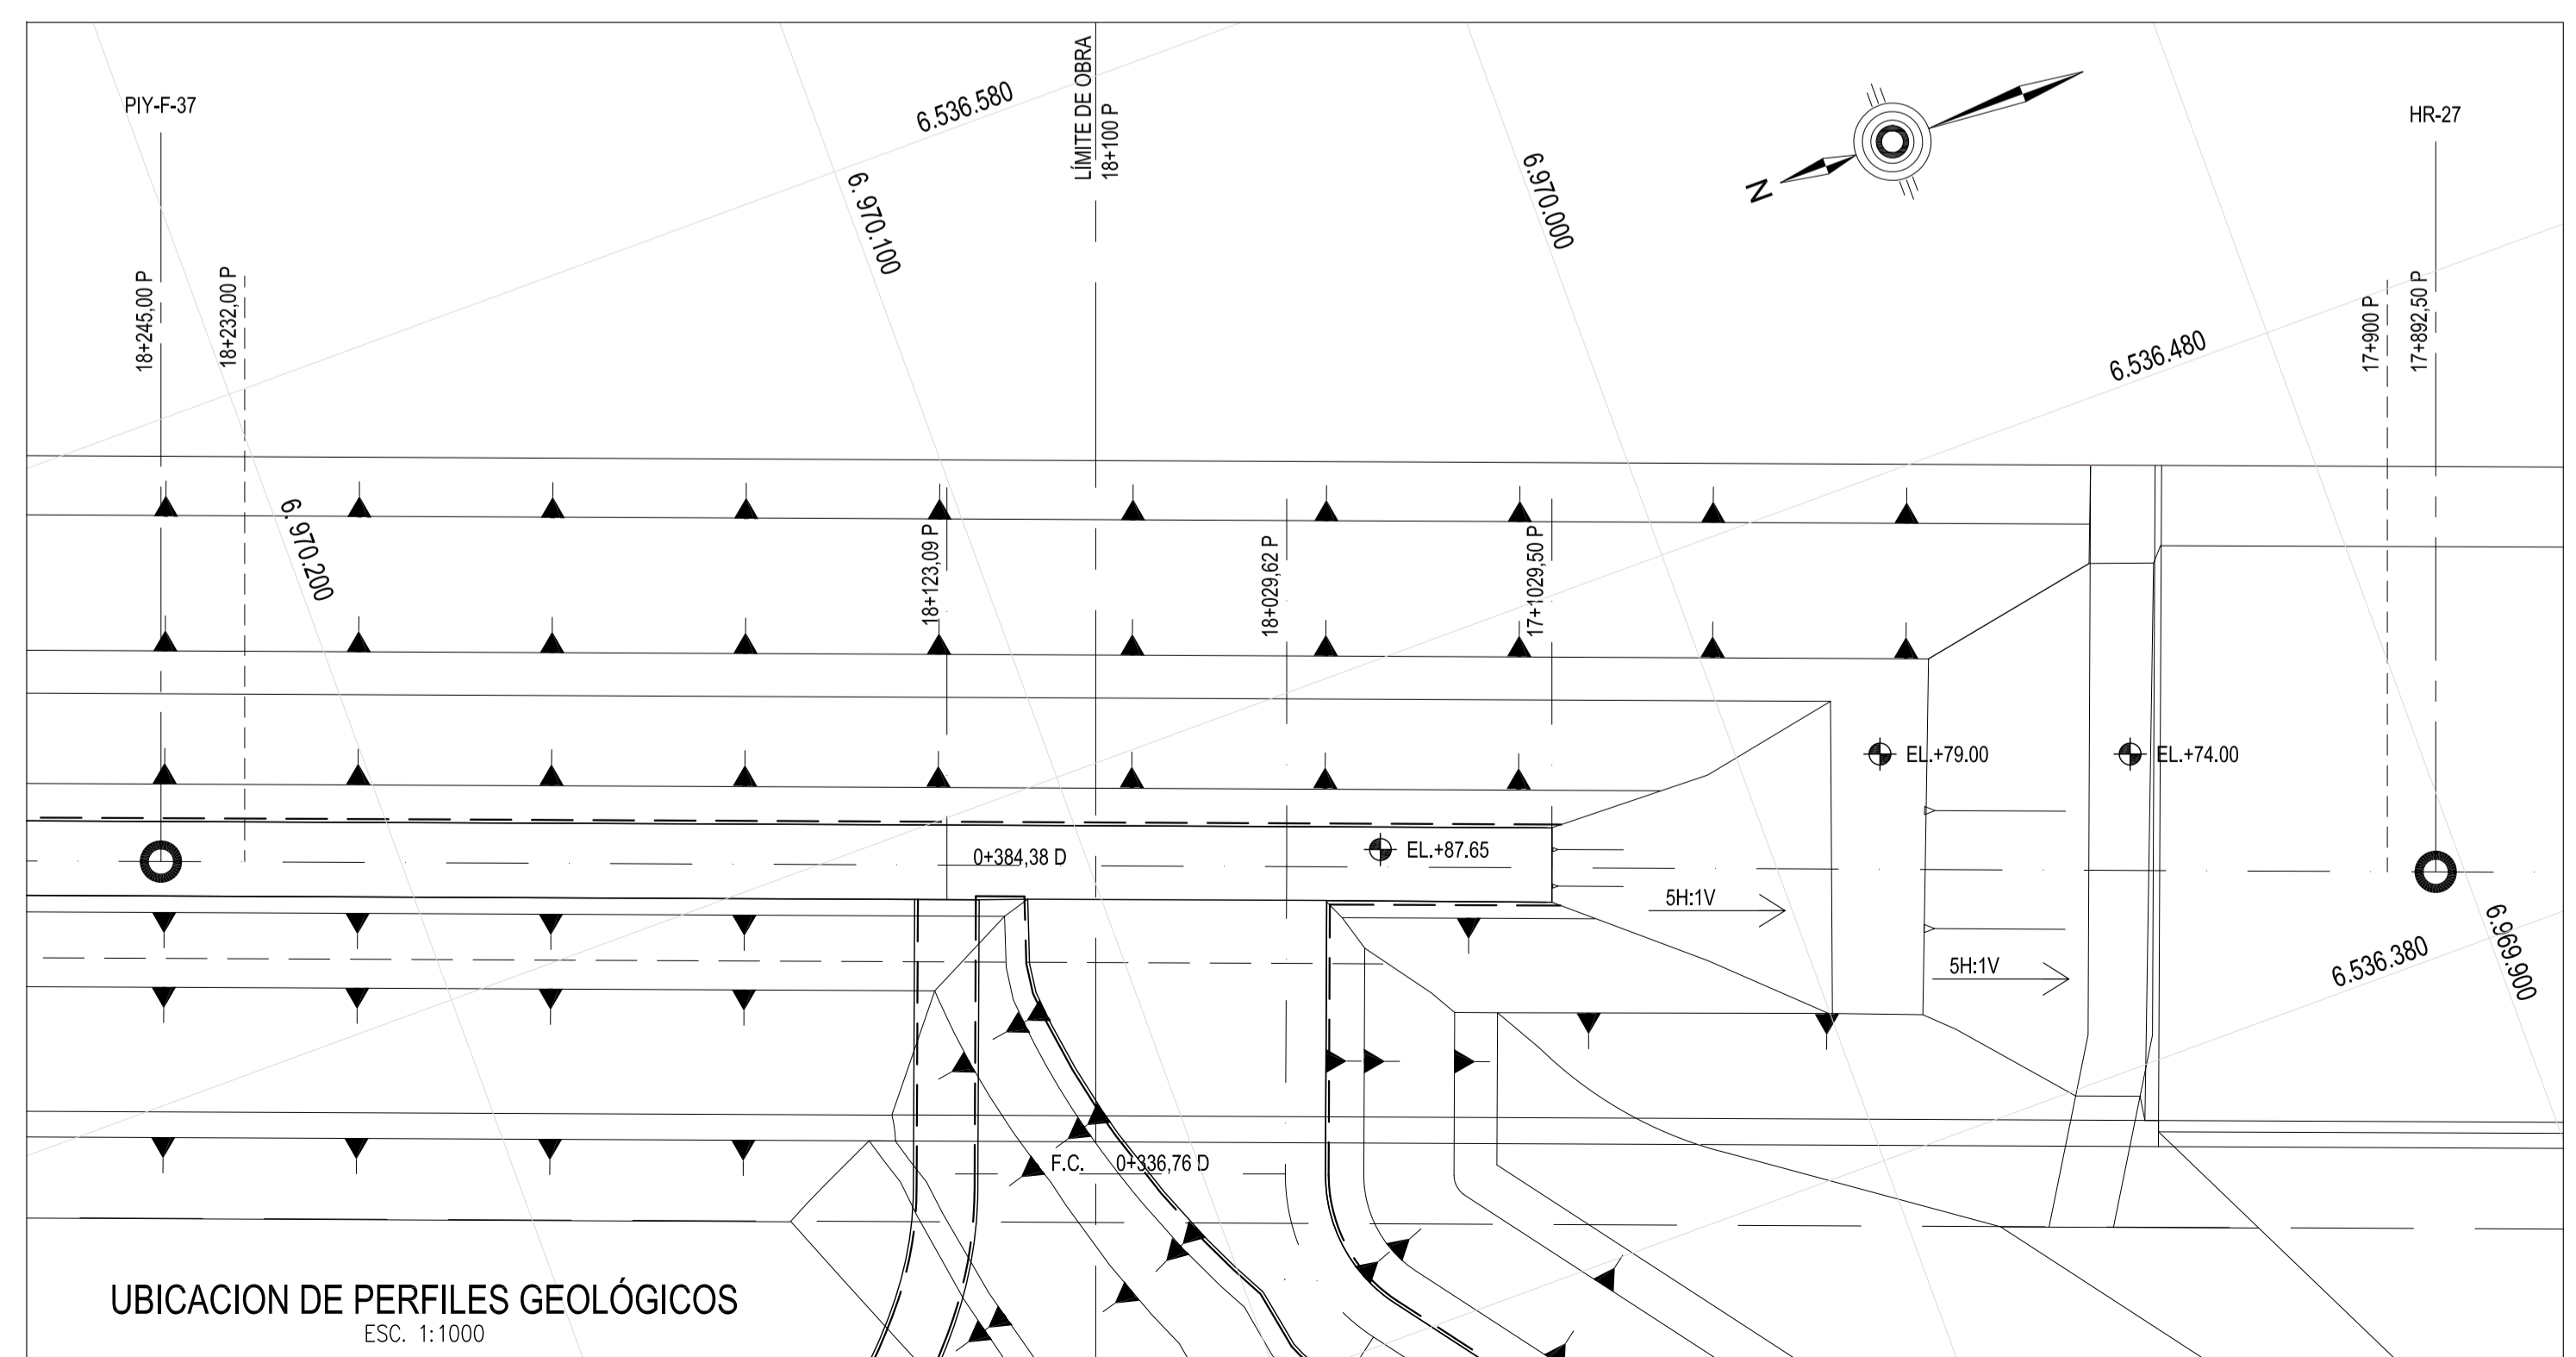 PIY-F-37
6.536.580
LÍMITE DE OBRA
18+100 P
HR-27
N
6.970.100
6.970.000
18+245,00 P
18+232,00 P
17+900 P
17+892,50 P
6.536.480
6.970.200
18+123,09 P
18+029,62 P
17+1029,50 P
EL.+79.00
EL.+74.00
0+384,38 D
EL.+87.65
5H:1V
5H:1V
6.536.380
6.969.900
F.C. 0+336,76 D
UBICACION DE PERFILES GEOLÓGICOS
ESC. 1:1000